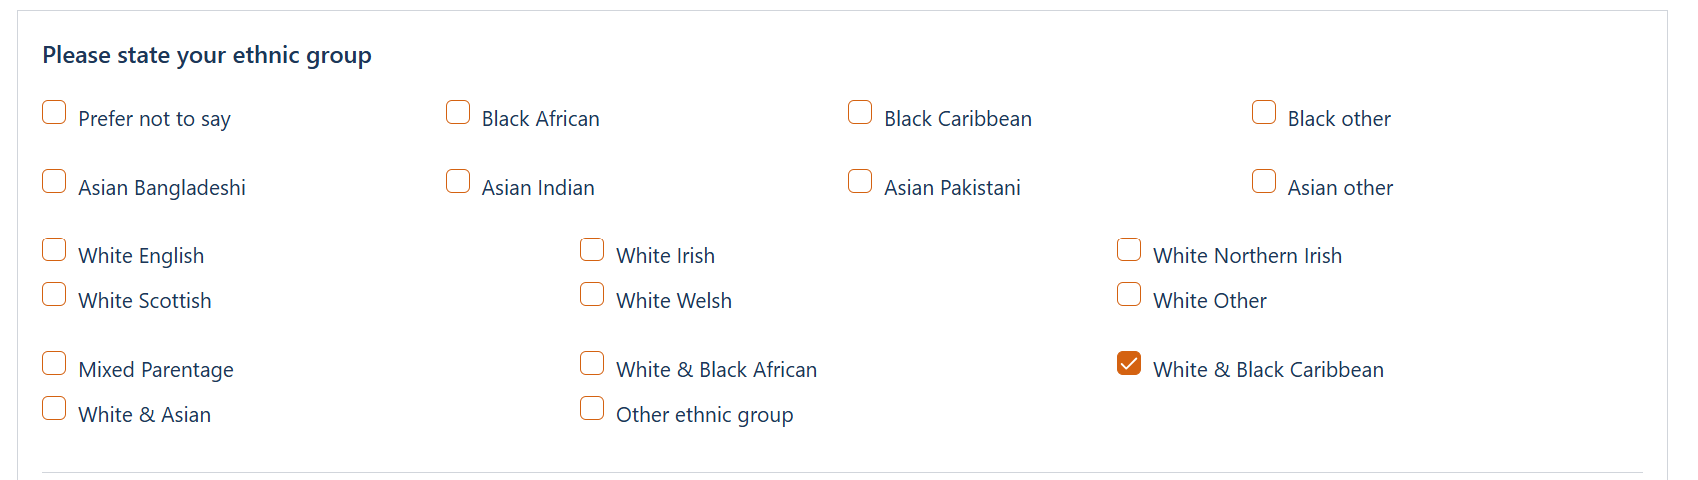 Please state your ethnic group
Prefer not to say Black African Black Caribbean Black other
Asian Bangladeshi Asian Indian Asian Pakistani Asian other
White English White Irish White Northern Irish
White Scottish White Welsh White Other
Mixed Parentage White & Black African White & Black Caribbean
White & Asian Other ethnic group